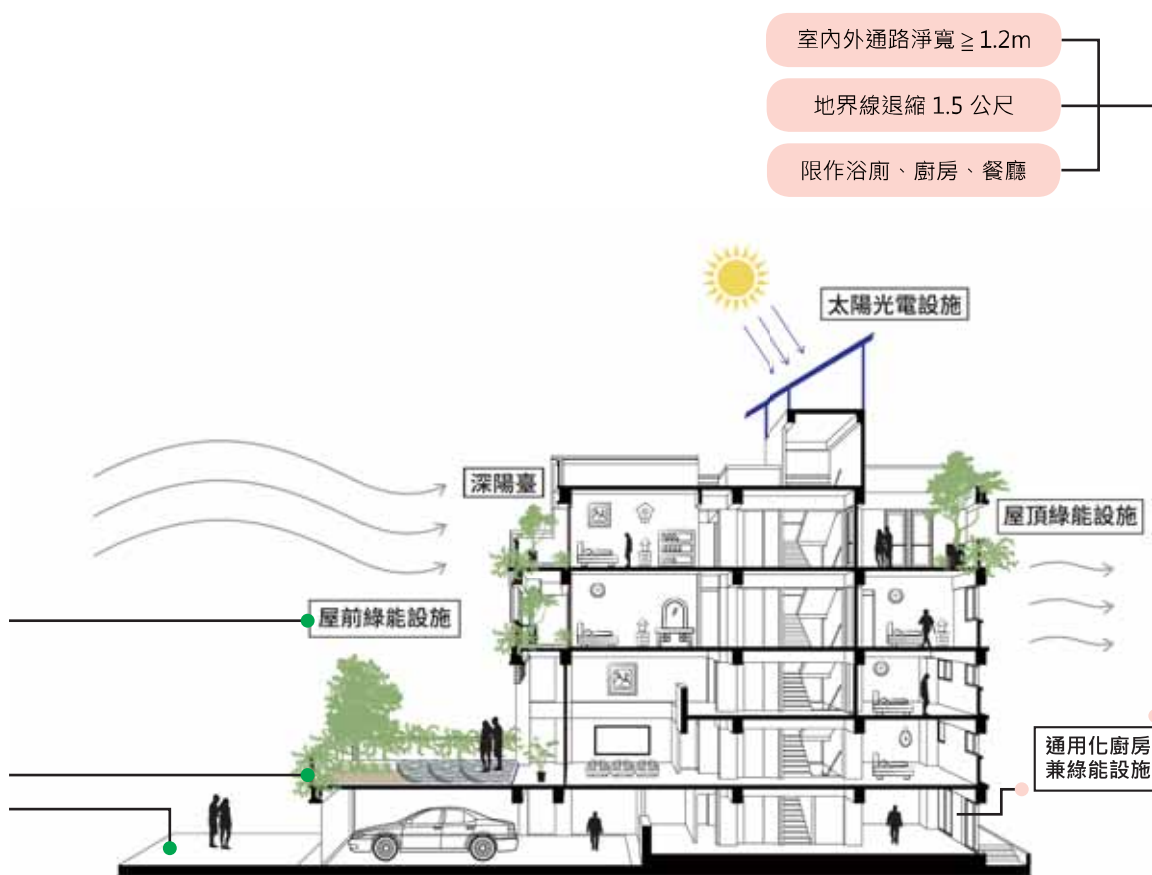 室內外通路淨寬 ≧ 1.2m
地界線退縮 1.5 公尺
限作浴廁、廚房、餐廳
太陽光電設施
深陽臺
屋頂綠能設施
屋前綠能設施
通用化廚房
兼綠能設施